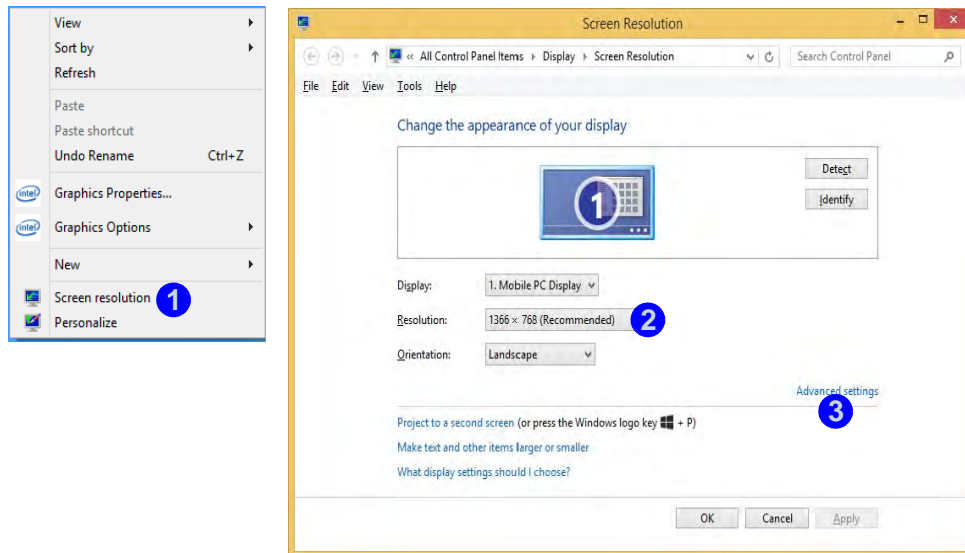 View
Sort by
Refresh
Paste
Paste shortcut
Undo Rename Ctrl+Z
intel Graphics Properties...
intel Graphics Options
New
Screen resolution 1
Personalize
Screen Resolution
« All Control Panel Items Display Screen Resolution Search Control Panel
File Edit View Tools Help
Change the appearance of your display
1
Detect
Identify
Display: 1. Mobile PC Display
Resolution: 1366 × 768 (Recommended) 2
Orientation: Landscape
Advanced settings
3
Project to a second screen (or press the Windows logo key + P)
Make text and other items larger or smaller
What display settings should I choose?
OK Cancel Apply